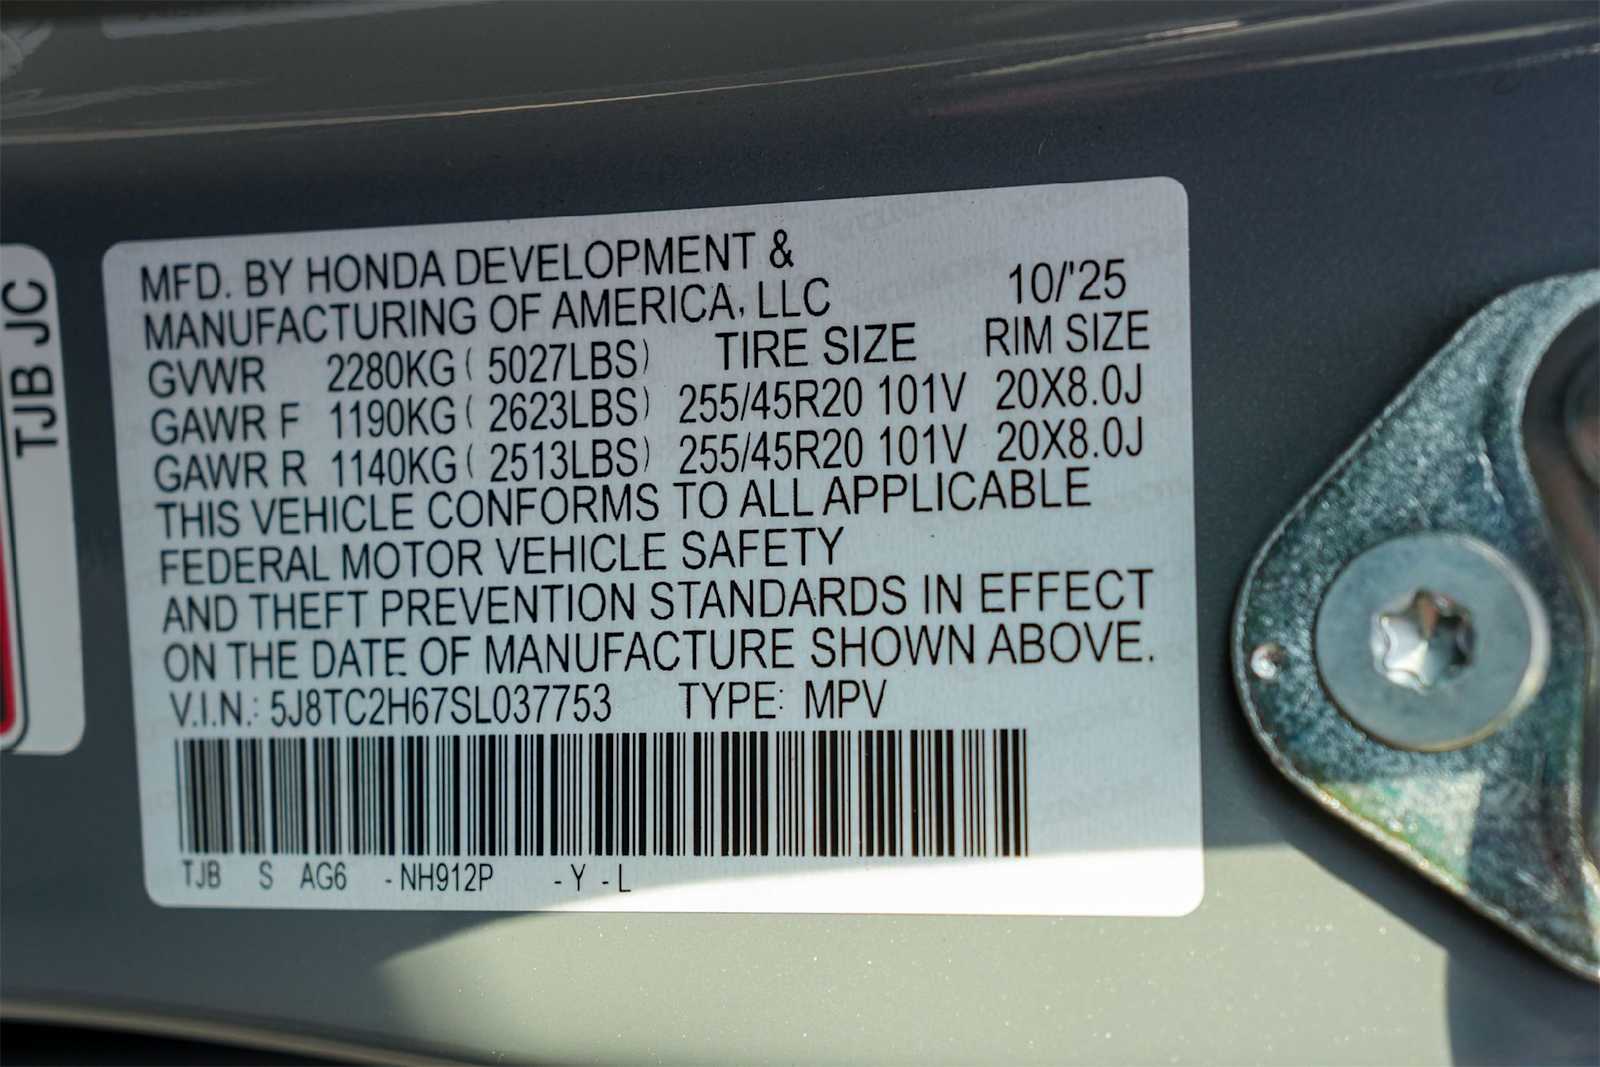 TJB JC
MFD. BY HONDA DEVELOPMENT &
MANUFACTURING OF AMERICA, LLC 10/'25
GVWR 2280KG ( 5027LBS) TIRE SIZE RIM SIZE
GAWR F 1190KG ( 2623LBS) 255/45R20 101V 20X8.0J
GAWR R 1140KG ( 2513LBS) 255/45R20 101V 20X8.0J
THIS VEHICLE CONFORMS TO ALL APPLICABLE
FEDERAL MOTOR VEHICLE SAFETY
AND THEFT PREVENTION STANDARDS IN EFFECT
ON THE DATE OF MANUFACTURE SHOWN ABOVE.
V.I.N.: 5J8TC2H67SL037753 TYPE: MPV
TJB S AG6 -NH912P -Y -L